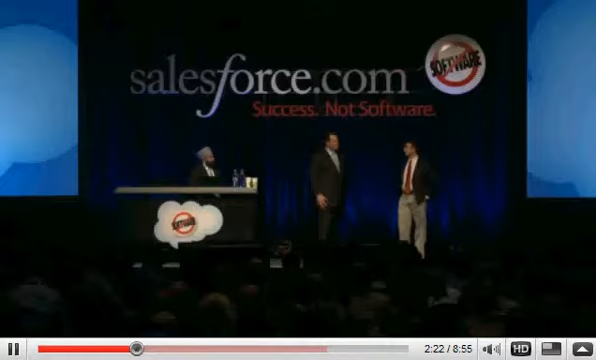 salesforce.com
SOFTWARE
Success. Not Software.
SOFTWARE
2:22 / 8:55
HD